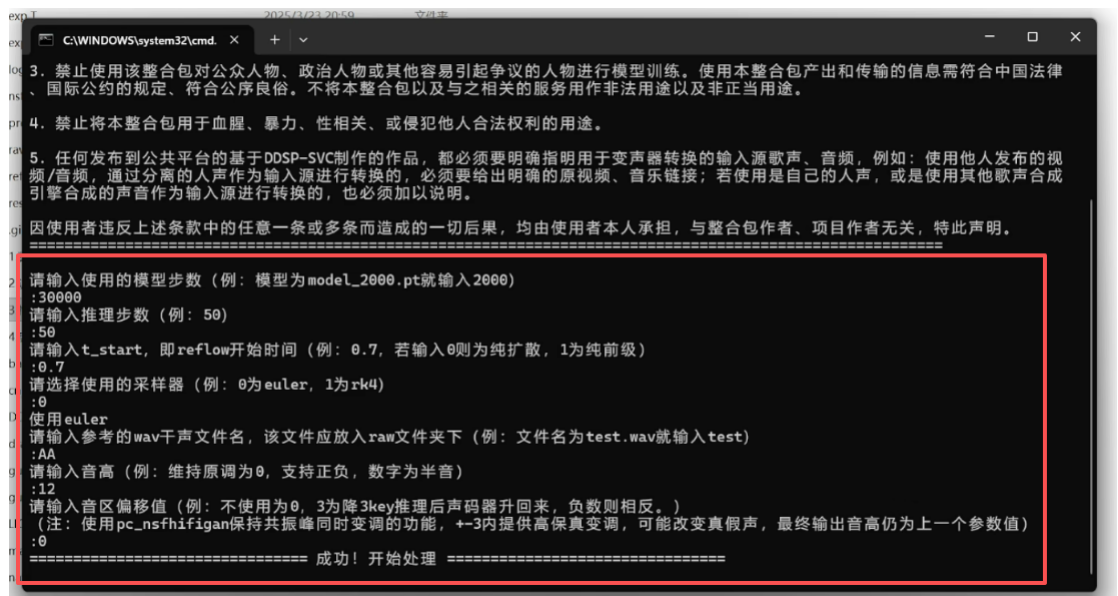 2025/3/23 20:59 文件夹
C:\WINDOWS\system32\cmd.
3. 禁止使用该整合包对公众人物、政治人物或其他容易引起争议的人物进行模型训练。使用本整合包产出和传输的信息需符合中国法律
、国际公约的规定、符合公序良俗。不将本整合包以及与之相关的服务用作非法用途以及非正当用途。
4. 禁止将本整合包用于血腥、暴力、性相关、或侵犯他人合法权利的用途。
5. 任何发布到公共平台的基于DDSP-SVC制作的作品，都必须要明确指明用于变声器转换的输入源歌声、音频，例如：使用他人发布的视
频/音频，通过分离的人声作为输入源进行转换的，必须要给出明确的原视频、音乐链接；若使用是自己的人声，或是使用其他歌声合成
引擎合成的声音作为输入源进行转换的，也必须加以说明。
因使用者违反上述条款中的任意一条或多条而造成的一切后果，均由使用者本人承担，与整合包作者、项目作者无关，特此声明。
请输入使用的模型步数（例：模型为model_2000.pt就输入2000）
:30000
请输入推理步数（例：50）
:50
请输入t_start，即reflow开始时间（例：0.7，若输入0则为纯扩散，1为纯前级）
:0.7
请选择使用的采样器（例：0为euler，1为rk4）
:0
使用euler
请输入参考的wav干声文件名，该文件应放入raw文件夹下（例：文件名为test.wav就输入test）
:AA
请输入音高（例：维持原调为0，支持正负，数字为半音）
:12
请输入音区偏移值（例：不使用为0，3为降3key推理后声码器升回来，负数则相反。）
（注：使用pc_nsfhifigan保持共振峰同时变调的功能，+-3内提供高保真变调，可能改变真假声，最终输出音高仍为上一个参数值）
:0
================================ 成功！开始处理 ================================